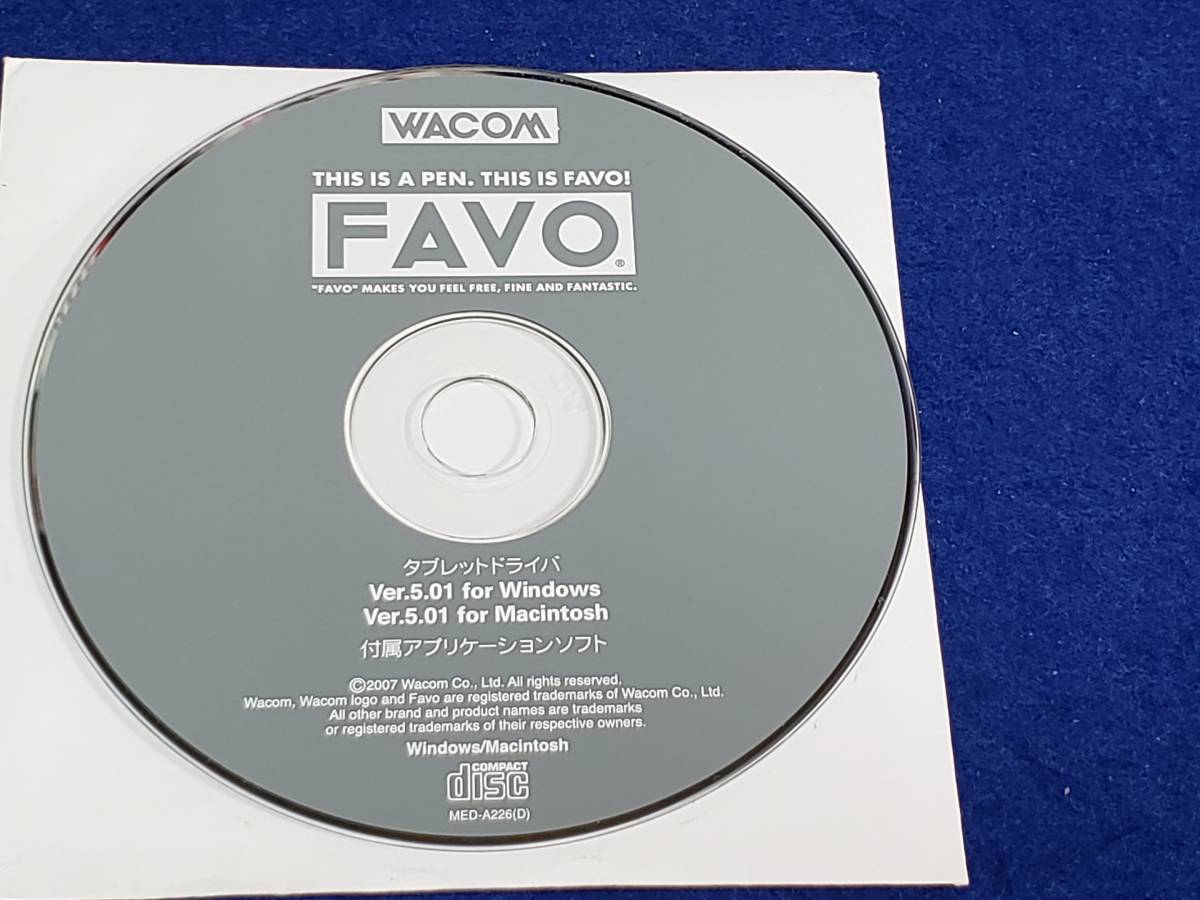 WACOM
THIS IS A PEN. THIS IS FAVO!
FAVO®
"FAVO" MAKES YOU FEEL FREE, FINE AND FANTASTIC.
タブレットドライバ
Ver.5.01 for Windows
Ver.5.01 for Macintosh
付属アプリケーションソフト
©2007 Wacom Co., Ltd. All rights reserved.
Wacom, Wacom logo and Favo are registered trademarks of Wacom Co., Ltd.
All other brand and product names are trademarks
or registered trademarks of their respective owners.
Windows/Macintosh
COMPACT
disc
MED-A226(D)